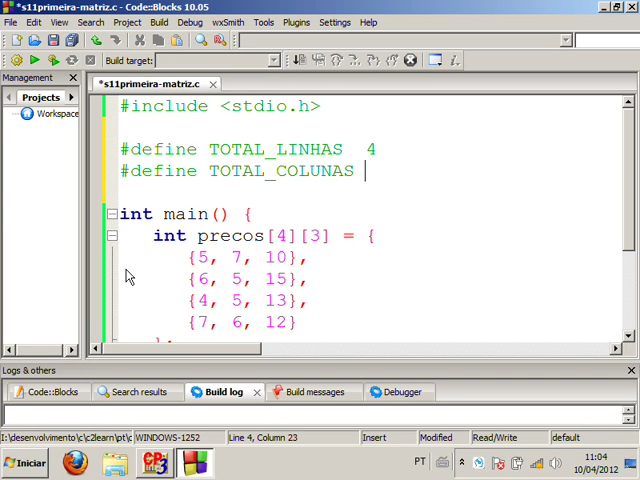 *s11primeira-matriz.c - Code::Blocks 10.05
File Edit View Search Project Build Debug wxSmith Tools Plugins Settings Help
Build target:
Management
*s11primeira-matriz.c
Projects
Workspace
#include <stdio.h>
#define TOTAL_LINHAS 4
#define TOTAL_COLUNAS
int main() {
int precos[4][3] = {
{5, 7, 10},
{6, 5, 15},
{4, 5, 13},
{7, 6, 12}
};
Logs & others
Code::Blocks Search results Build log Build messages Debugger
I:\desenvolvimento\c2learn\pt\c WINDOWS-1252 Line 4, Column 23 Insert Modified Read/Write default
Iniciar
PT
11:04
10/04/2012